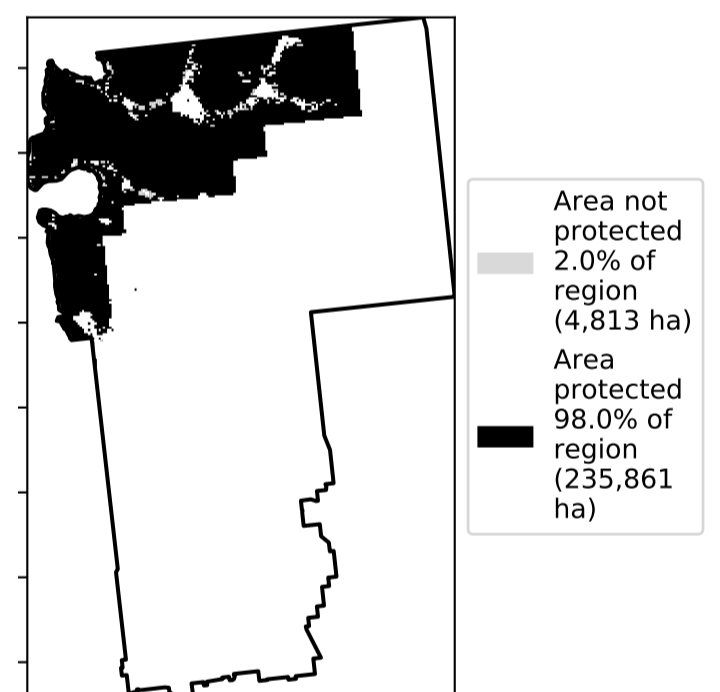 Area not
protected
2.0% of
region
(4,813 ha)
Area
protected
98.0% of
region
(235,861
ha)